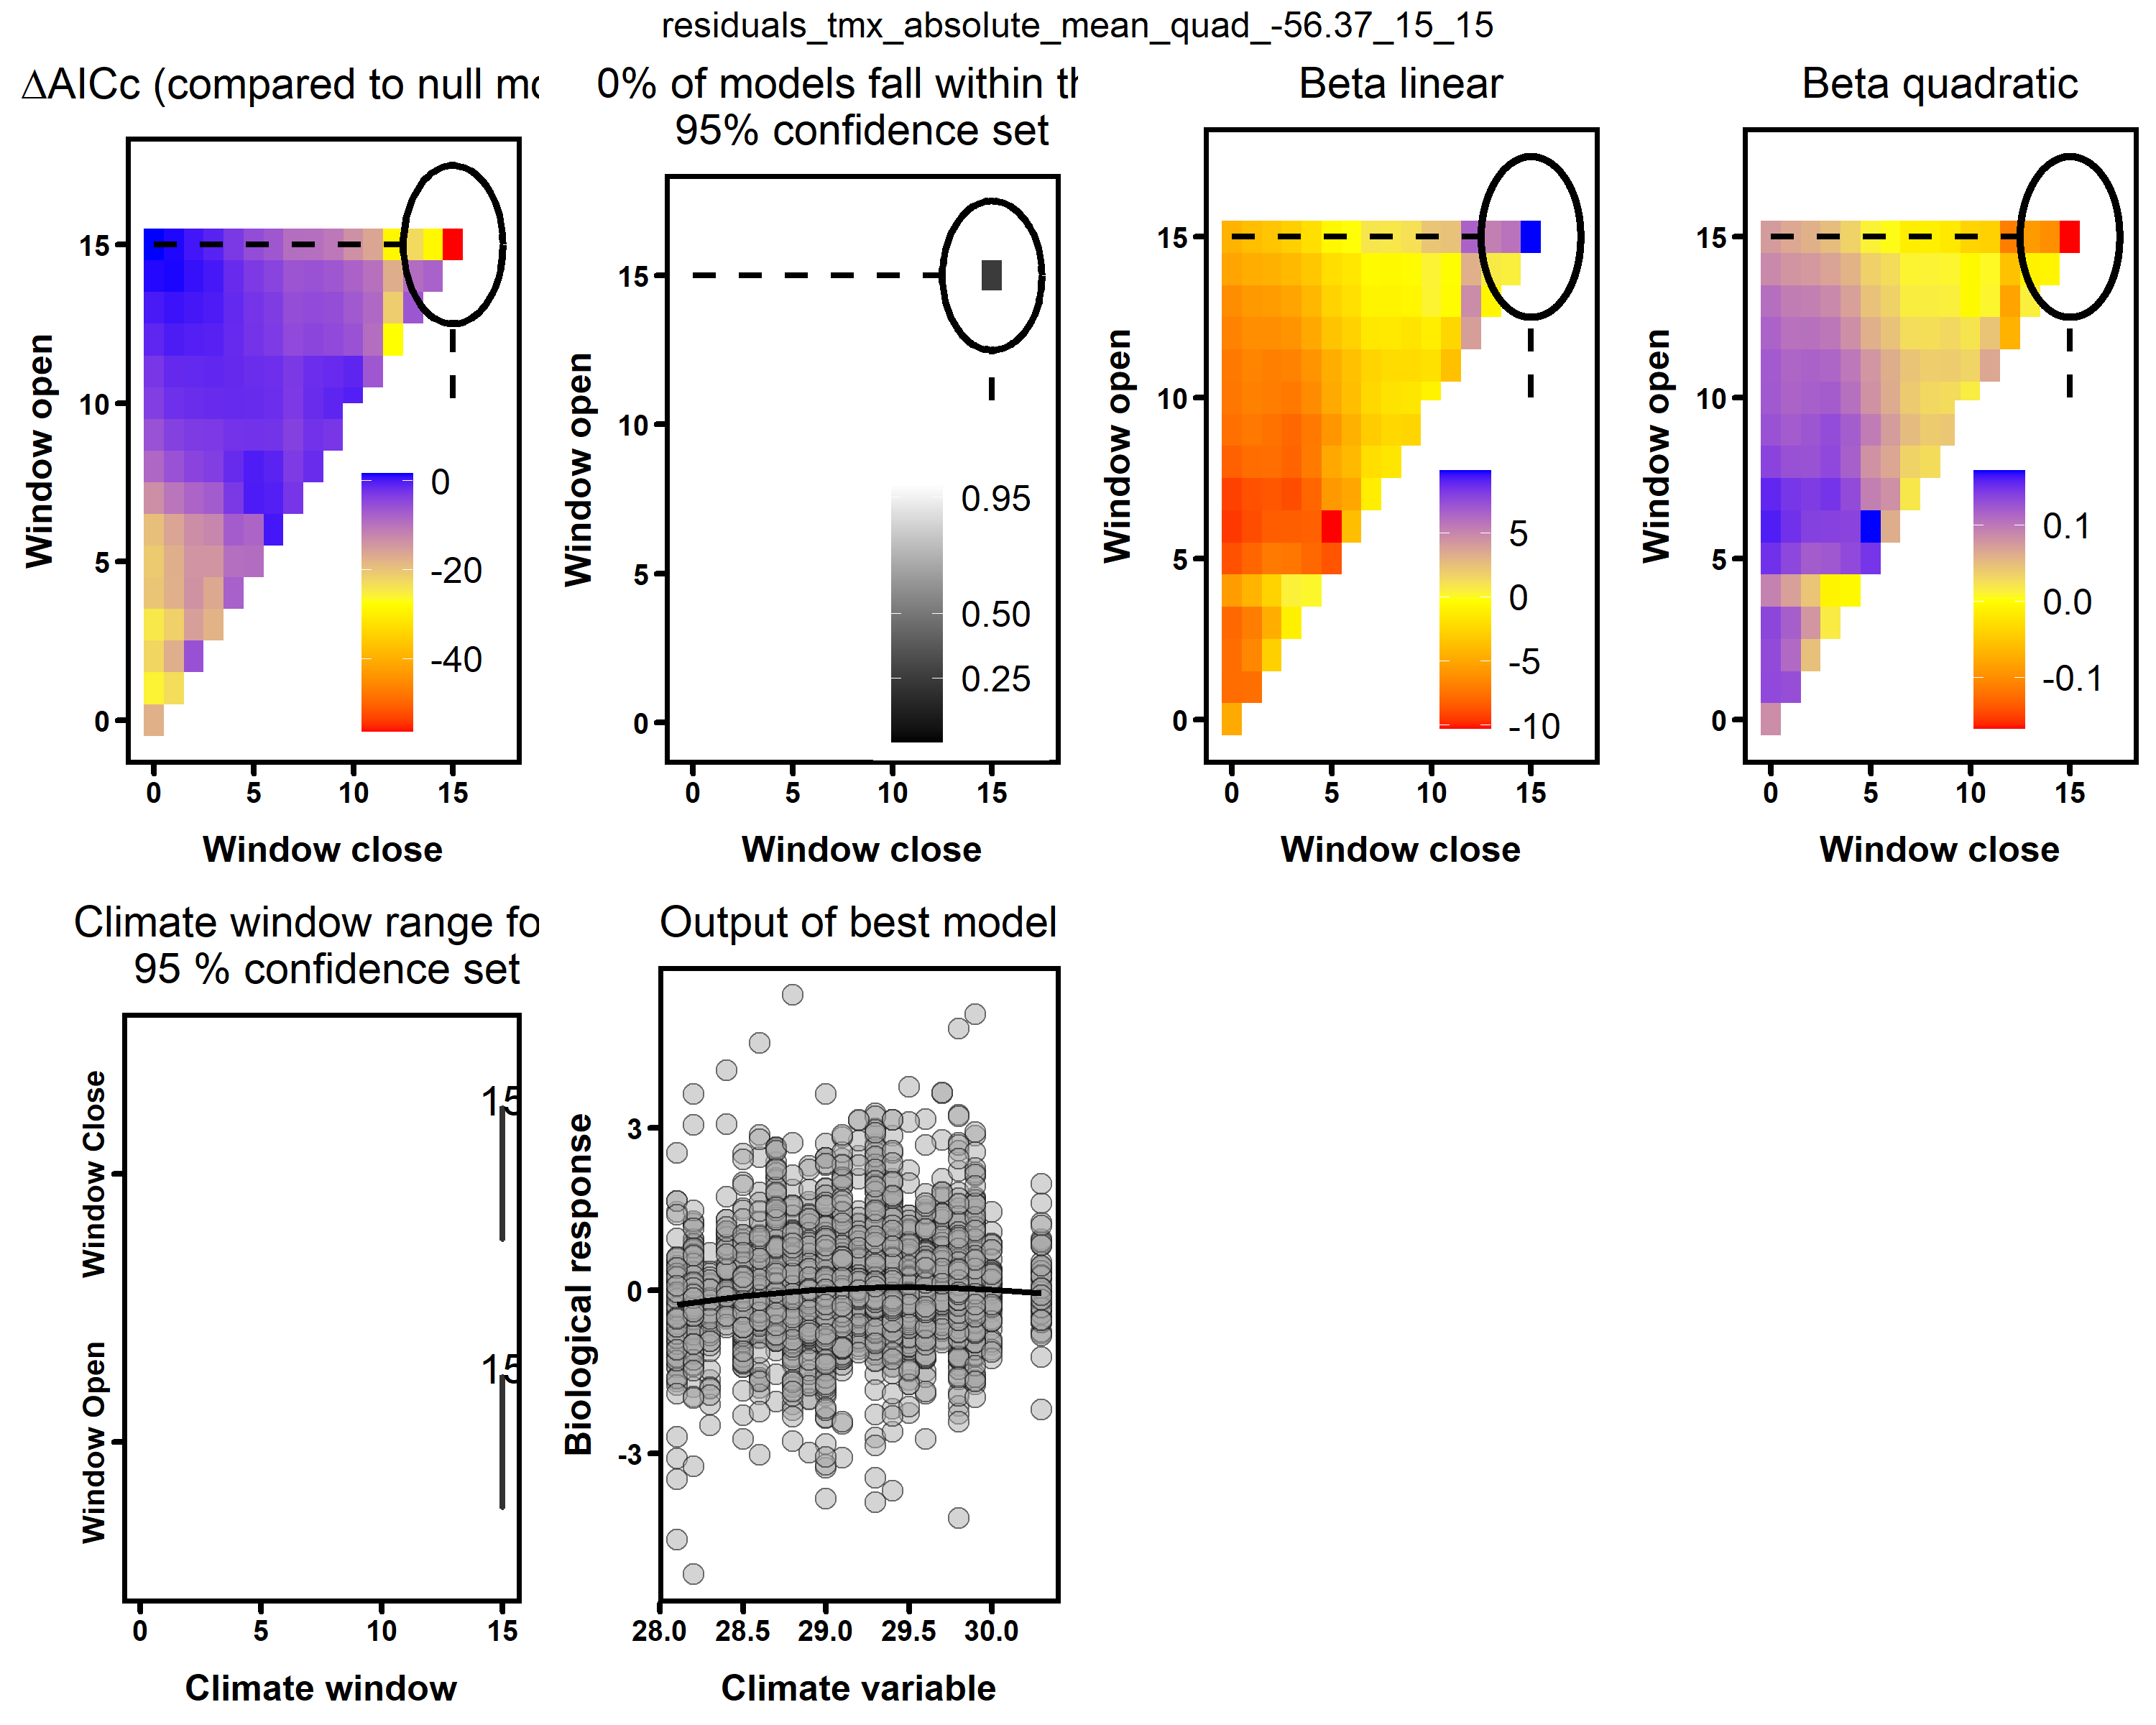 residuals_tmx_absolute_mean_quad_-56.37_15_15
ΔAICc (compared to null mo
Window open
15
10
5
0
0
-20
-40
0 5 10 15
Window close
0% of models fall within th
95% confidence set
Window open
15
10
5
0
0.95
0.50
0.25
0 5 10 15
Window close
Beta linear
Window open
15
10
5
0
5
0
-5
-10
0 5 10 15
Window close
Beta quadratic
Window open
15
10
5
0
0.1
0.0
-0.1
0 5 10 15
Window close
Climate window range fo
95 % confidence set
Window Close
Window Open
15
15
0 5 10 15
Climate window
Output of best model
Biological response
3
0
-3
28.0 28.5 29.0 29.5 30.0
Climate variable